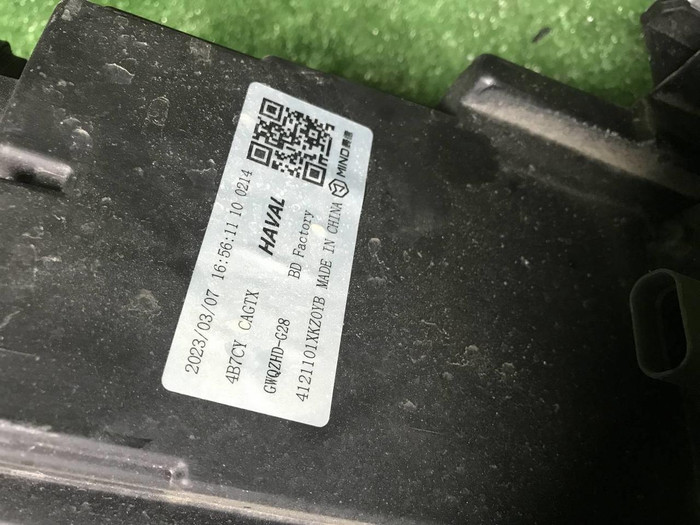 2023/03/07 16:56:11 10 0214
4B7CY CAGTX HAVAL
GWQZHD-G28 BD Factory
4121101XKZ0YB MADE IN CHINA
MIND